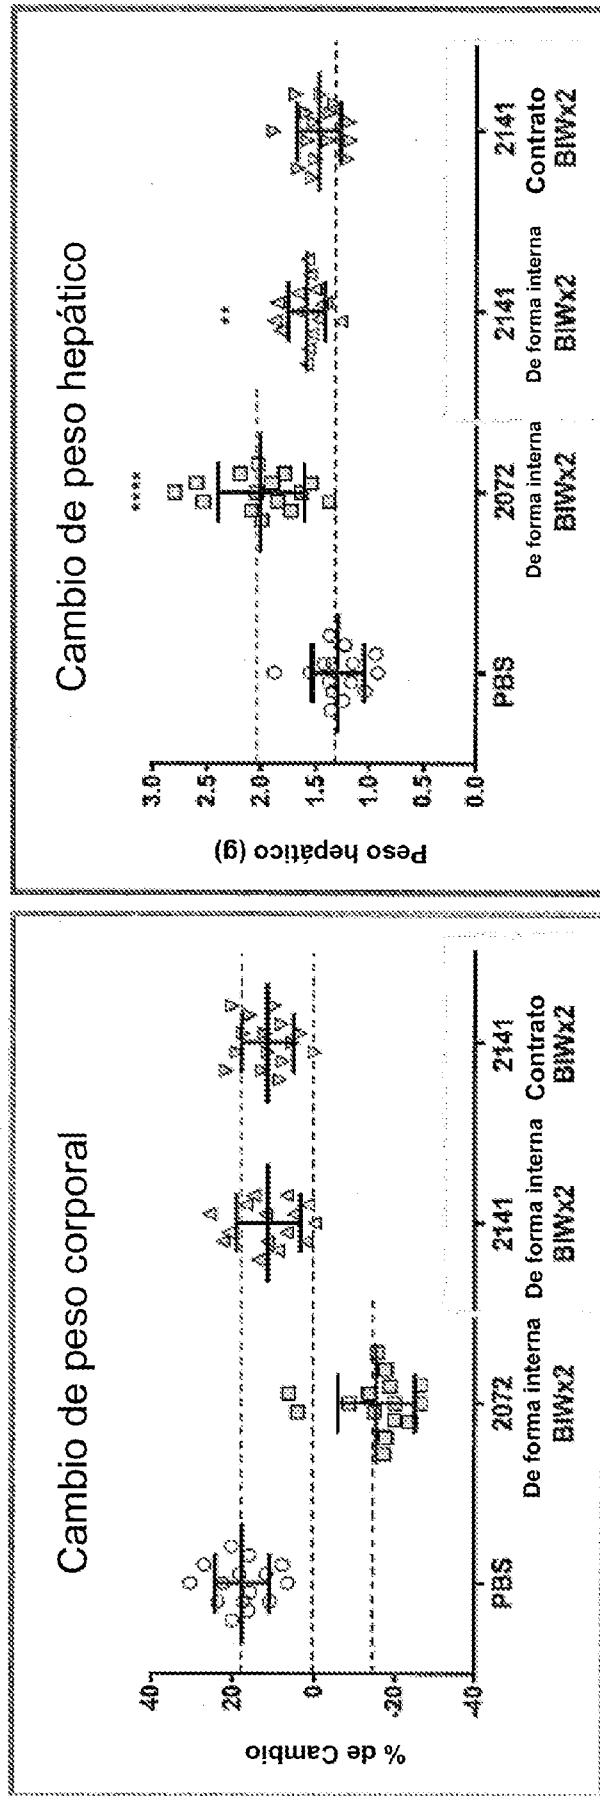 Cambio de peso corporal
% de Cambio
40
20
0
-20
-40
PBS
2072
De forma interna
BIWx2
2141
De forma interna
BIWx2
2141
Contrato
BIWx2
Cambio de peso hepático
Peso hepático (g)
3.0
2.5
2.0
1.5
1.0
0.5
0.0
****
**
PBS
2072
De forma interna
BIWx2
2141
De forma interna
BIWx2
2141
Contrato
BIWx2